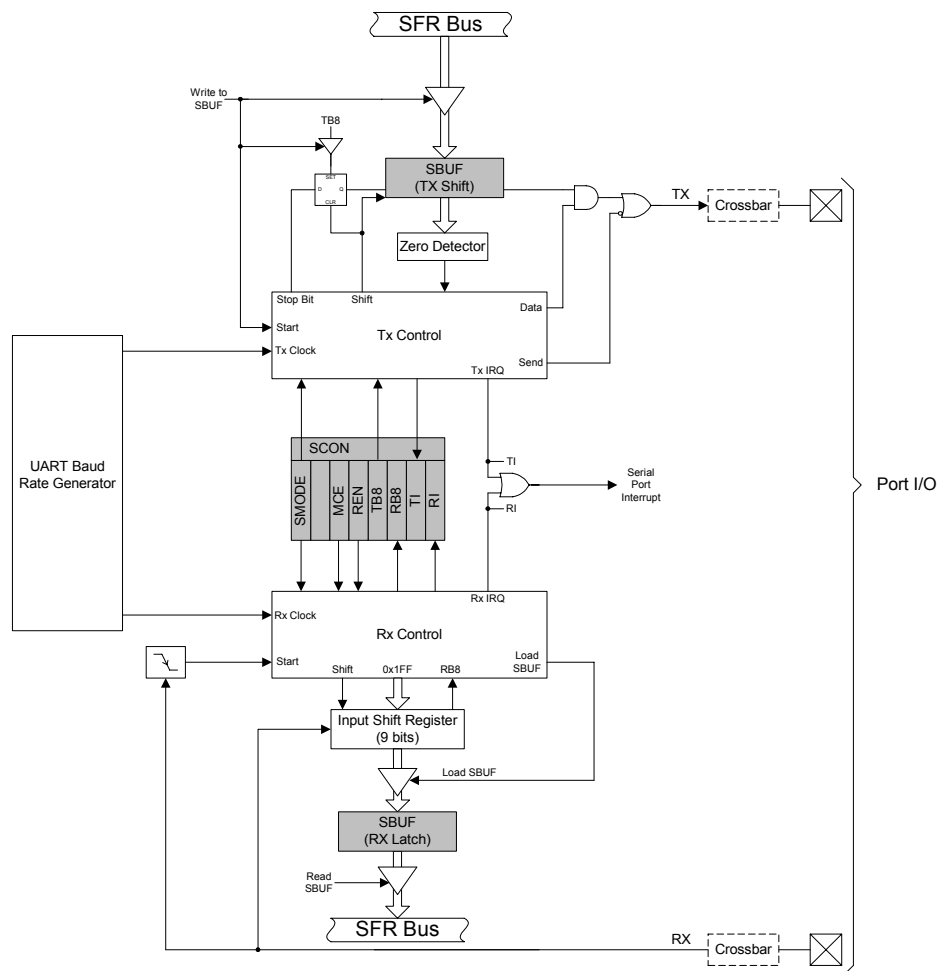 SFR Bus
Write to
SBUF
TB8
SET
D
Q
CLR
SBUF
(TX Shift)
TX
Crossbar
Zero Detector
Stop Bit
Shift
Data
Start
Tx Control
Tx Clock
Send
Tx IRQ
UART Baud
Rate Generator
SCON
SMODE
MCE
REN
TB8
RB8
TI
RI
TI
Serial
Port
Interrupt
RI
Port I/O
Rx IRQ
Rx Clock
Rx Control
Start
Load
SBUF
Shift
0x1FF
RB8
Input Shift Register
(9 bits)
Load SBUF
SBUF
(RX Latch)
Read
SBUF
SFR Bus
RX
Crossbar